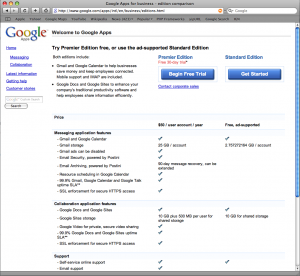 Google Apps for business - edition comparison
http://www.google.com/apps/intl/en/business/editions.html
Google
Apps
Welcome to Google Apps
Home
Messaging
Collaboration
Latest information
Getting help
Customer stories
Search
Try Premier Edition free, or use the ad-supported Standard Edition
Both editions include:
Gmail and Google Calendar to help businesses
save money and keep employees connected.
Mobile support and IMAP are included.
Google Docs and Google Sites to enhance your
company's traditional productivity software and
help employees share information efficiently.
Premier Edition
Free 30-day trial*
Begin Free Trial
Contact corporate sales
Standard Edition
Get Started
Price
$50 / user account / year
Free, ad-supported
Messaging application features
- Gmail and Google Calendar
- Gmail storage
25 GB / account
- Gmail ads can be disabled
- Email Security, powered by Postini
- Email Archiving, powered by Postini
90-day message recovery, can be
extended
- Resource scheduling in Google Calendar
- 99.9% Gmail, Google Calendar and Google Talk
uptime SLA**
- SSL enforcement for secure HTTPS access
Collaboration application features
- Google Docs and Google Sites
- Google Sites storage
10 GB plus 500 MB per user for
shared storage
10 GB for shared storage
- Google Video for private, secure video sharing
- 99.9% Google Docs and Google Sites uptime
SLA**
- SSL enforcement for secure HTTPS access
Support
- Self-service online support
- Email support